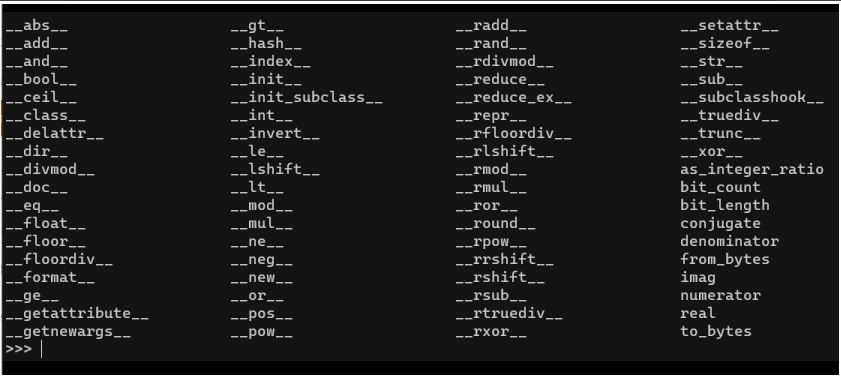 __abs__ __gt__ __radd__ __setattr__
__add__ __hash__ __rand__ __sizeof__
__and__ __index__ __rdivmod__ __str__
__bool__ __init__ __reduce__ __sub__
__ceil__ __init_subclass__ __reduce_ex__ __subclasshook__
__class__ __int__ __repr__ __truediv__
__delattr__ __invert__ __rfloordiv__ __trunc__
__dir__ __le__ __rlshift__ __xor__
__divmod__ __lshift__ __rmod__ as_integer_ratio
__doc__ __lt__ __rmul__ bit_count
__eq__ __mod__ __ror__ bit_length
__float__ __mul__ __round__ conjugate
__floor__ __ne__ __rpow__ denominator
__floordiv__ __neg__ __rrshift__ from_bytes
__format__ __new__ __rshift__ imag
__ge__ __or__ __rsub__ numerator
__getattribute__ __pos__ __rtruediv__ real
__getnewargs__ __pow__ __rxor__ to_bytes
>>>